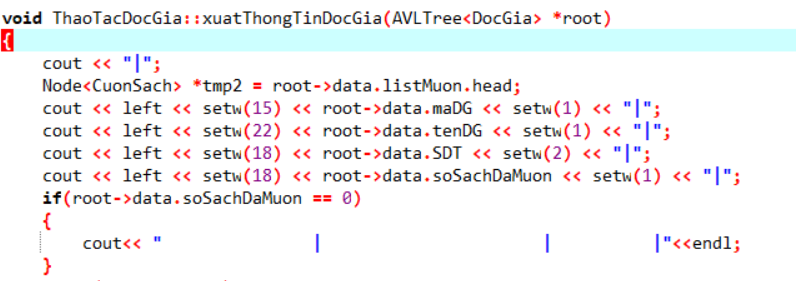 void ThaoTacDocGia::xuatThongTinDocGia(AVLTree<DocGia> *root)
{
    cout << "|";
    Node<CuonSach> *tmp2 = root->data.listMuon.head;
    cout << left << setw(15) << root->data.maDG << setw(1) << "|";
    cout << left << setw(22) << root->data.tenDG << setw(1) << "|";
    cout << left << setw(18) << root->data.SDT << setw(2) << "|";
    cout << left << setw(18) << root->data.soSachDaMuon << setw(1) << "|";
    if(root->data.soSachDaMuon == 0)
    {
        cout<< "               |                      |          |"<<endl;
    }